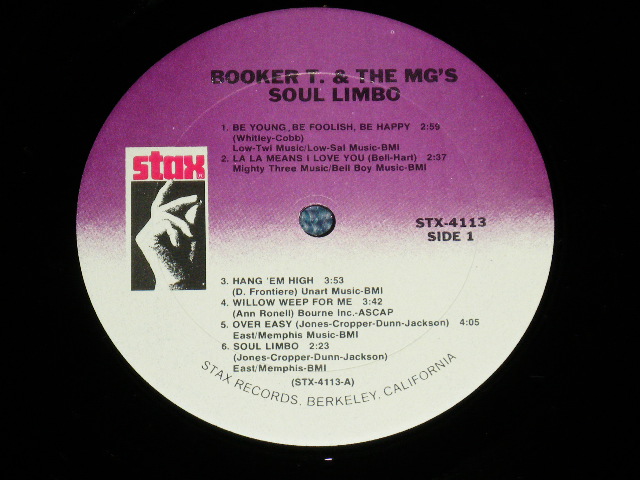 BOOKER T. & THE MG'S
SOUL LIMBO
1. BE YOUNG, BE FOOLISH, BE HAPPY 2:59
(Whitley-Cobb)
Low-Twi Music/Low-Sal Music-BMI
2. LA LA MEANS I LOVE YOU (Bell-Hart) 2:37
Mighty Three Music/Bell Boy Music-BMI
stax
STX-4113
SIDE 1
3. HANG 'EM HIGH 3:53
(D. Frontiere) Unart Music-BMI
4. WILLOW WEEP FOR ME 3:42
(Ann Ronell) Bourne Inc.-ASCAP
5. OVER EASY (Jones-Cropper-Dunn-Jackson) 4:05
East/Memphis Music-BMI
6. SOUL LIMBO 2:23
(Jones-Cropper-Dunn-Jackson)
East/Memphis-BMI
(STX-4113-A)
STAX RECORDS, BERKELEY, CALIFORNIA